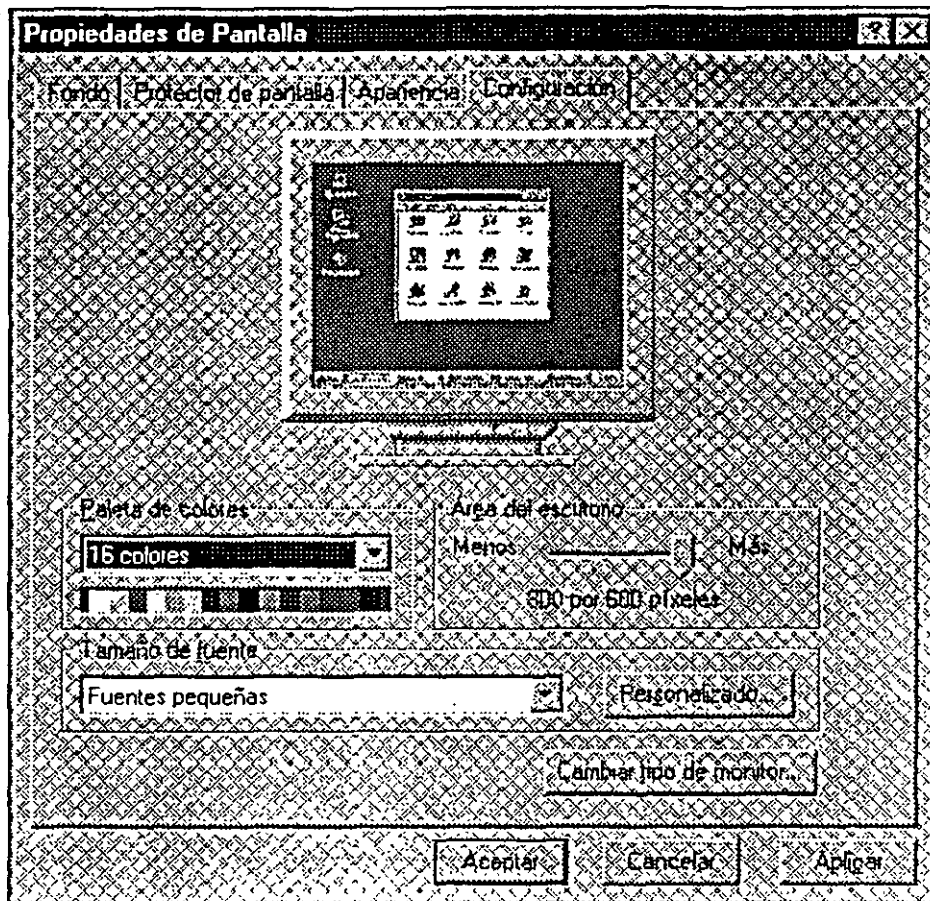 Propiedades de Pantalla
Fondo Protector de pantalla Apariencia Configuración
Paleta de colores
Área del escritorio
16 colores
Menos Más
800 por 600 píxeles
Tamaño de fuente
Fuentes pequeñas
Personalizado...
Cambiar tipo de monitor...
Aceptar Cancelar Aplicar